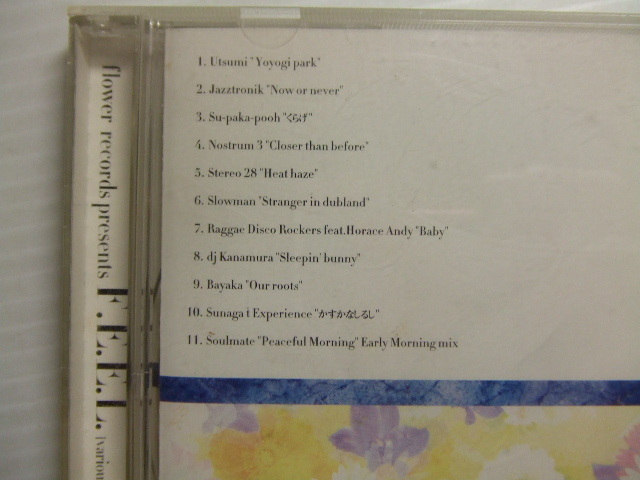 1. Utsumi "Yoyogi park"
2. Jazztronik "Now or never"
3. Su-paka-pooh "くらげ"
4. Nostrum 3 "Closer than before"
5. Stereo 28 "Heat haze"
6. Slowman "Stranger in dubland"
7. Raggae Disco Rockers feat.Horace Andy "Baby"
8. dj Kanamura "Sleepin' bunny"
9. Bayaka "Our roots"
10. Sunaga t Experience "かすかなしるし"
11. Soulmate "Peaceful Morning" Early Morning mix
flower records presents F.E.E.L.